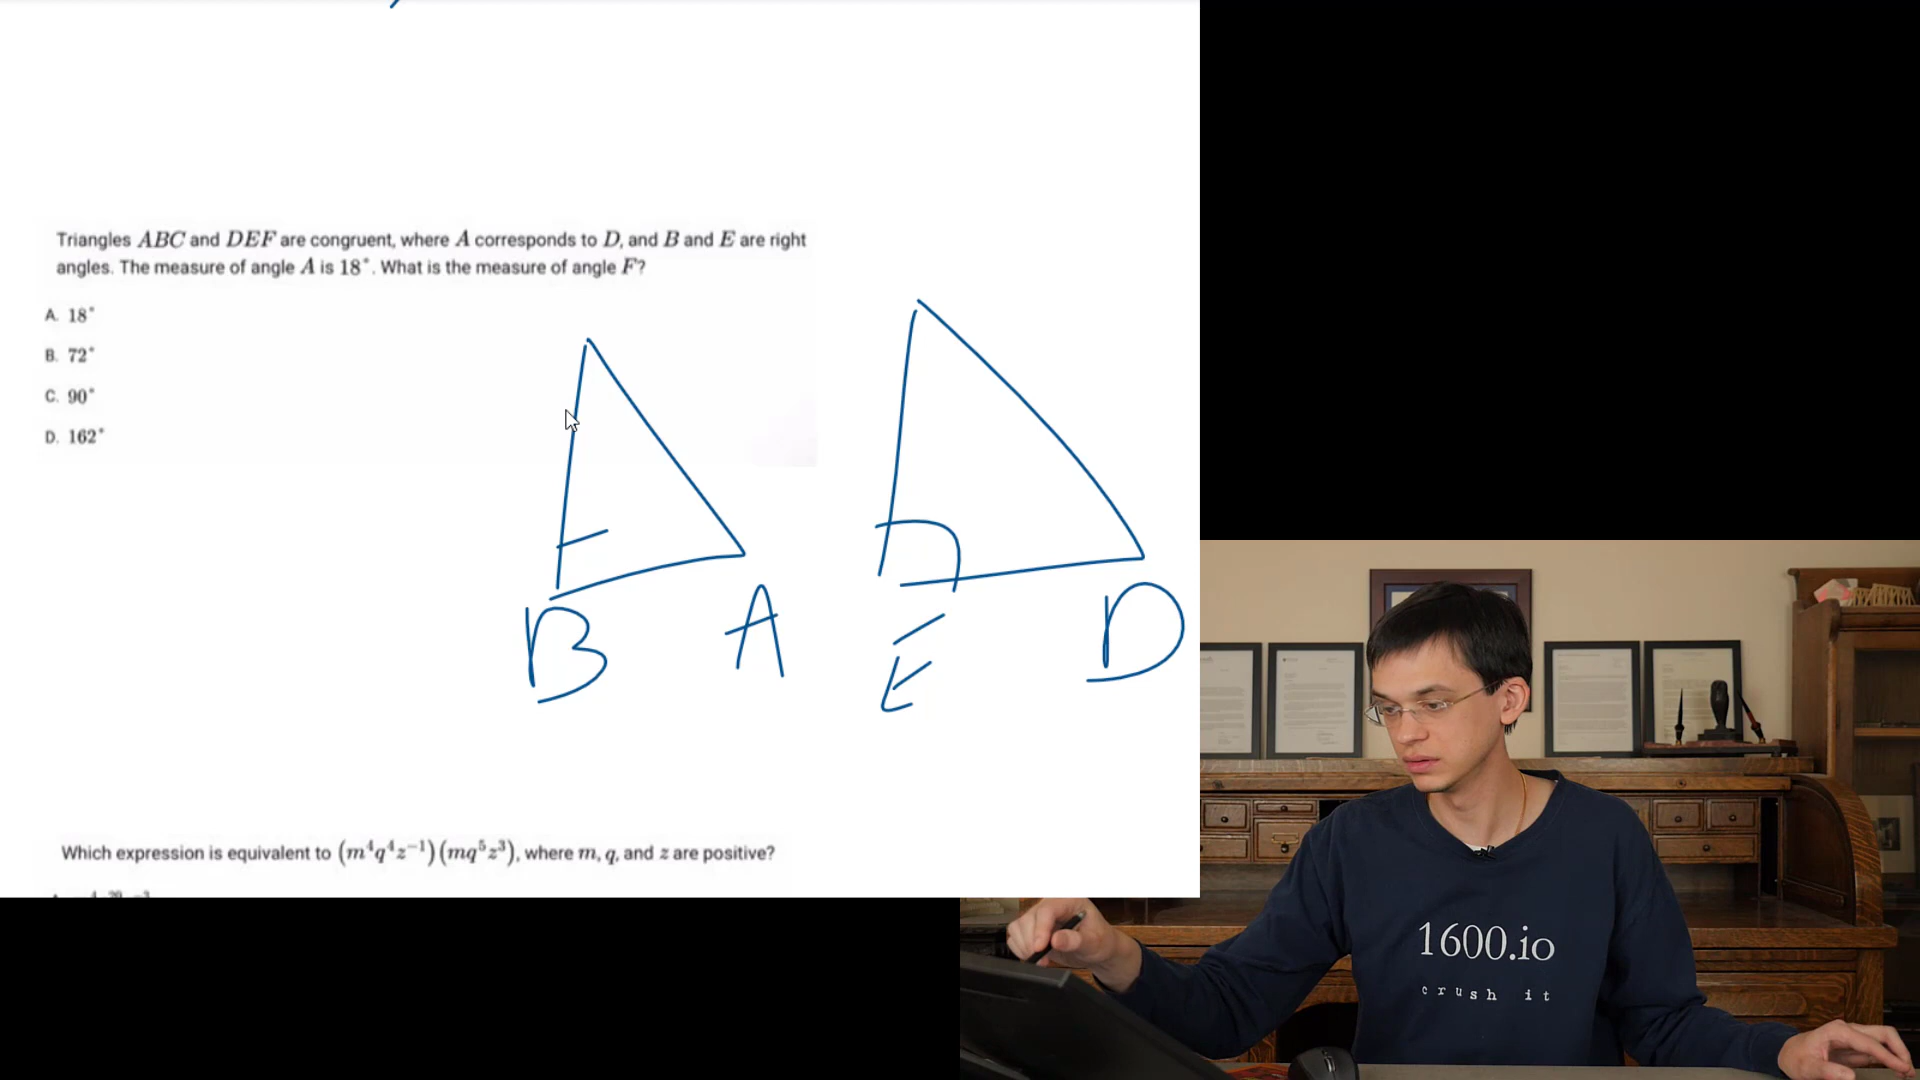 Triangles ABC and DEF are congruent, where A corresponds to D, and B and E are right
angles. The measure of angle A is 18°. What is the measure of angle F?
A. 18°
B. 72°
C. 90°
D. 162°
B A E D
Which expression is equivalent to (m⁴q⁴z⁻¹)(mq⁵z³), where m, q, and z are positive?
1600.io
crush it